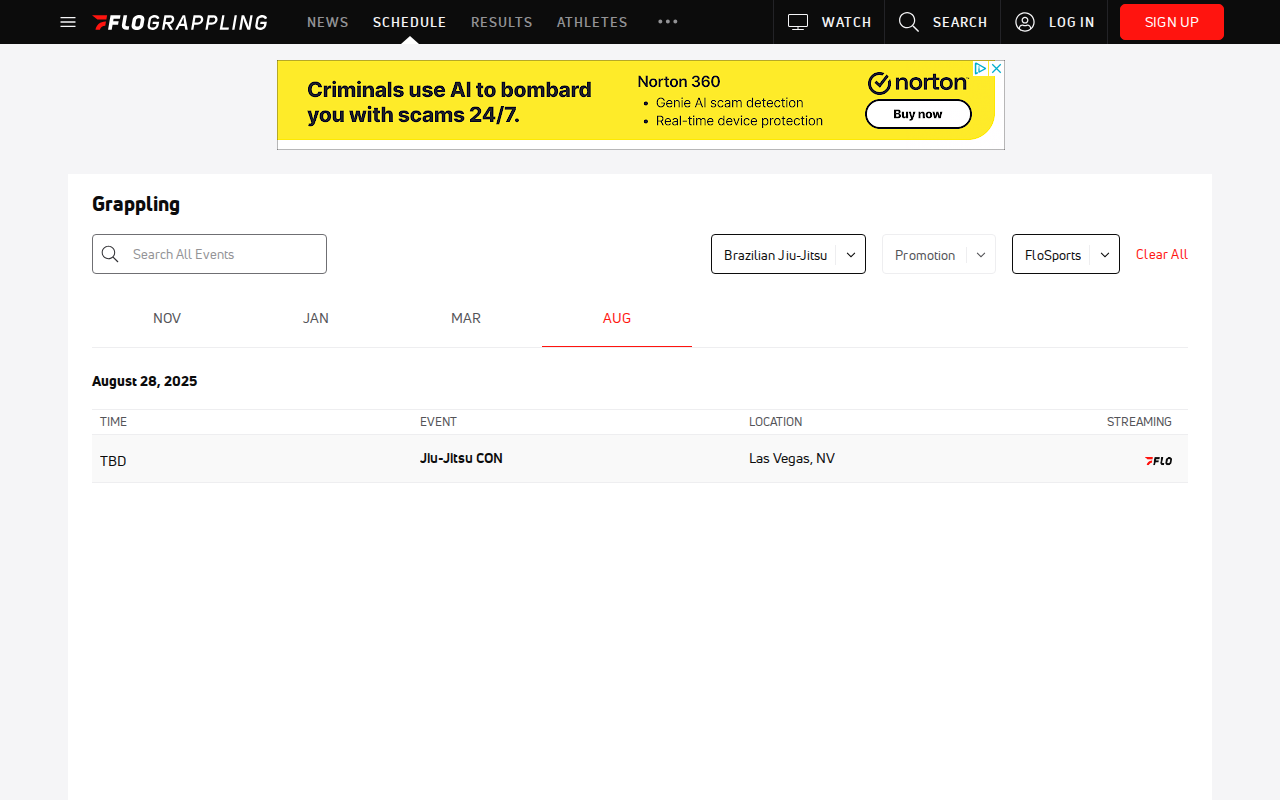 FLOGRAPPLING
NEWS
SCHEDULE
RESULTS
ATHLETES
WATCH
SEARCH
LOG IN
SIGN UP
Criminals use AI to bombard
you with scams 24/7.
Norton 360
• Genie AI scam detection
• Real-time device protection
norton
Buy now
Grappling
Search All Events
Brazilian Jiu-Jitsu
Promotion
FloSports
Clear All
NOV
JAN
MAR
AUG
August 28, 2025
TIME EVENT LOCATION STREAMING
TBD Jiu-Jitsu CON Las Vegas, NV FLO